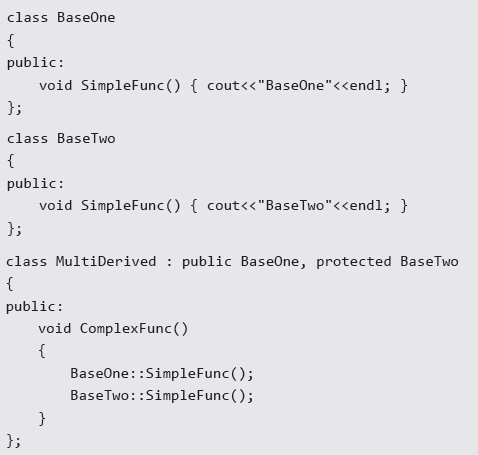 class BaseOne
{
public:
    void SimpleFunc() { cout<<"BaseOne"<<endl; }
};
class BaseTwo
{
public:
    void SimpleFunc() { cout<<"BaseTwo"<<endl; }
};
class MultiDerived : public BaseOne, protected BaseTwo
{
public:
    void ComplexFunc()
    {
        BaseOne::SimpleFunc();
        BaseTwo::SimpleFunc();
    }
};